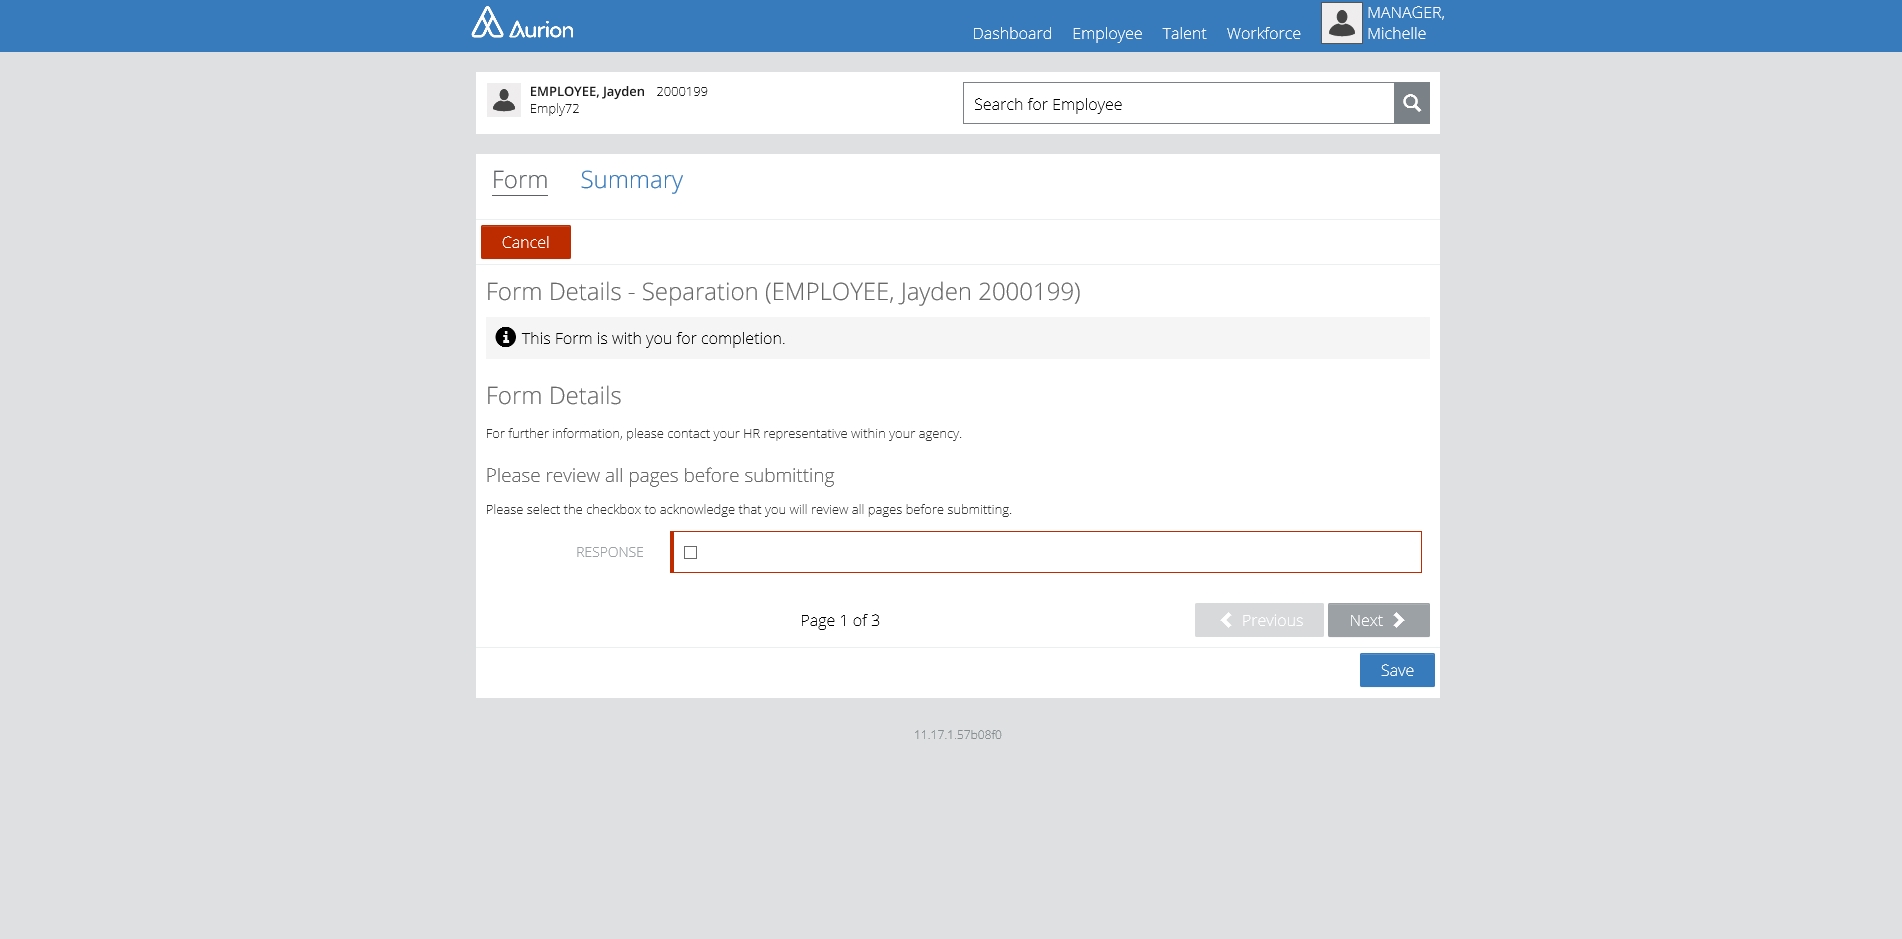 Aurion
Dashboard Employee Talent Workforce
MANAGER,
Michelle
EMPLOYEE, Jayden 2000199
Emply72
Search for Employee
Form Summary
Cancel
Form Details - Separation (EMPLOYEE, Jayden 2000199)
This Form is with you for completion.
Form Details
For further information, please contact your HR representative within your agency.
Please review all pages before submitting
Please select the checkbox to acknowledge that you will review all pages before submitting.
RESPONSE
Page 1 of 3
Previous
Next
Save
11.17.1.57b08f0